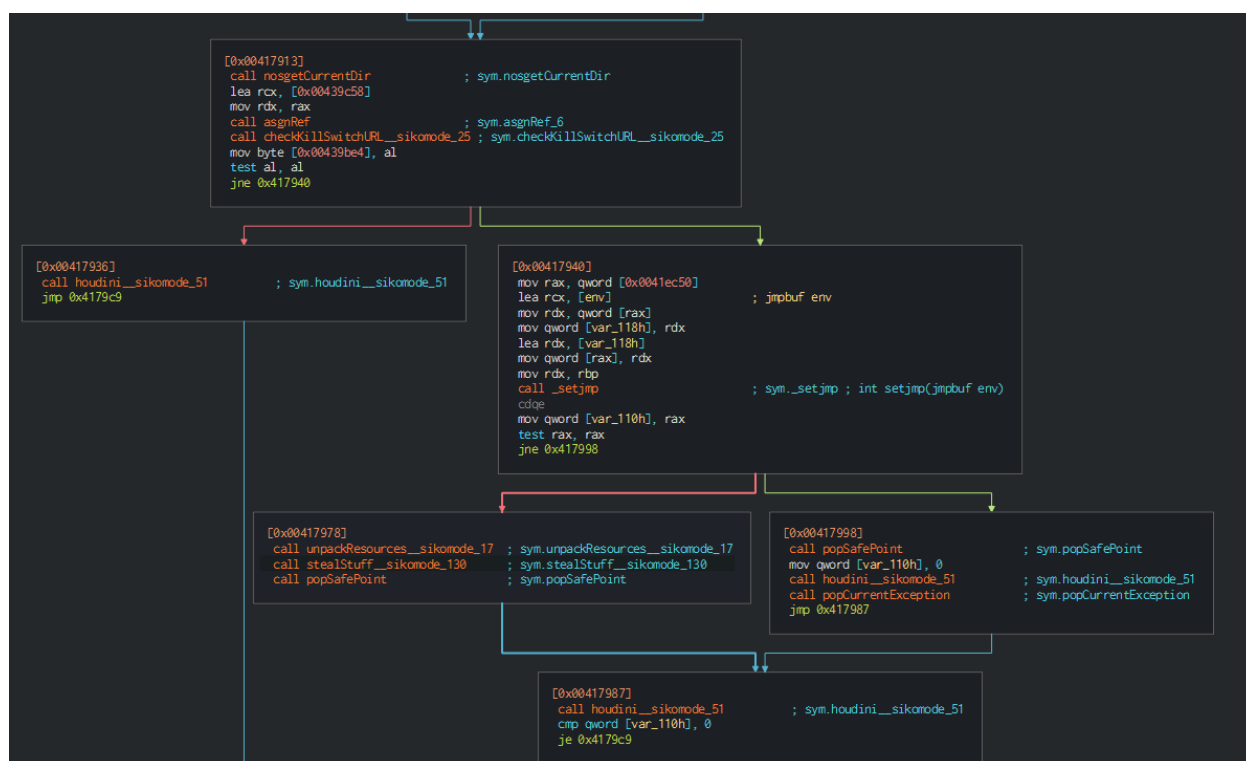 [0x00417913]
call nosgetCurrentDir ; sym.nosgetCurrentDir
lea rcx, [0x00439c58]
mov rdx, rax
call asgnRef ; sym.asgnRef_6
call checkKillSwitchURL__sikomode_25 ; sym.checkKillSwitchURL__sikomode_25
mov byte [0x00439be4], al
test al, al
jne 0x417940
[0x00417936]
call houdini__sikomode_51 ; sym.houdini__sikomode_51
jmp 0x4179c9
[0x00417940]
mov rax, qword [0x0041ec50]
lea rcx, [env] ; jmpbuf env
mov rdx, qword [rax]
mov qword [var_118h], rdx
lea rdx, [var_118h]
mov qword [rax], rdx
mov rdx, rbp
call _setjmp ; sym._setjmp ; int setjmp(jmpbuf env)
cdqe
mov qword [var_110h], rax
test rax, rax
jne 0x417998
[0x00417978]
call unpackResources__sikomode_17 ; sym.unpackResources__sikomode_17
call stealStuff__sikomode_130 ; sym.stealStuff__sikomode_130
call popSafePoint ; sym.popSafePoint
[0x00417998]
call popSafePoint ; sym.popSafePoint
mov qword [var_110h], 0
call houdini__sikomode_51 ; sym.houdini__sikomode_51
call popCurrentException ; sym.popCurrentException
jmp 0x417987
[0x00417987]
call houdini__sikomode_51 ; sym.houdini__sikomode_51
cmp qword [var_110h], 0
je 0x4179c9